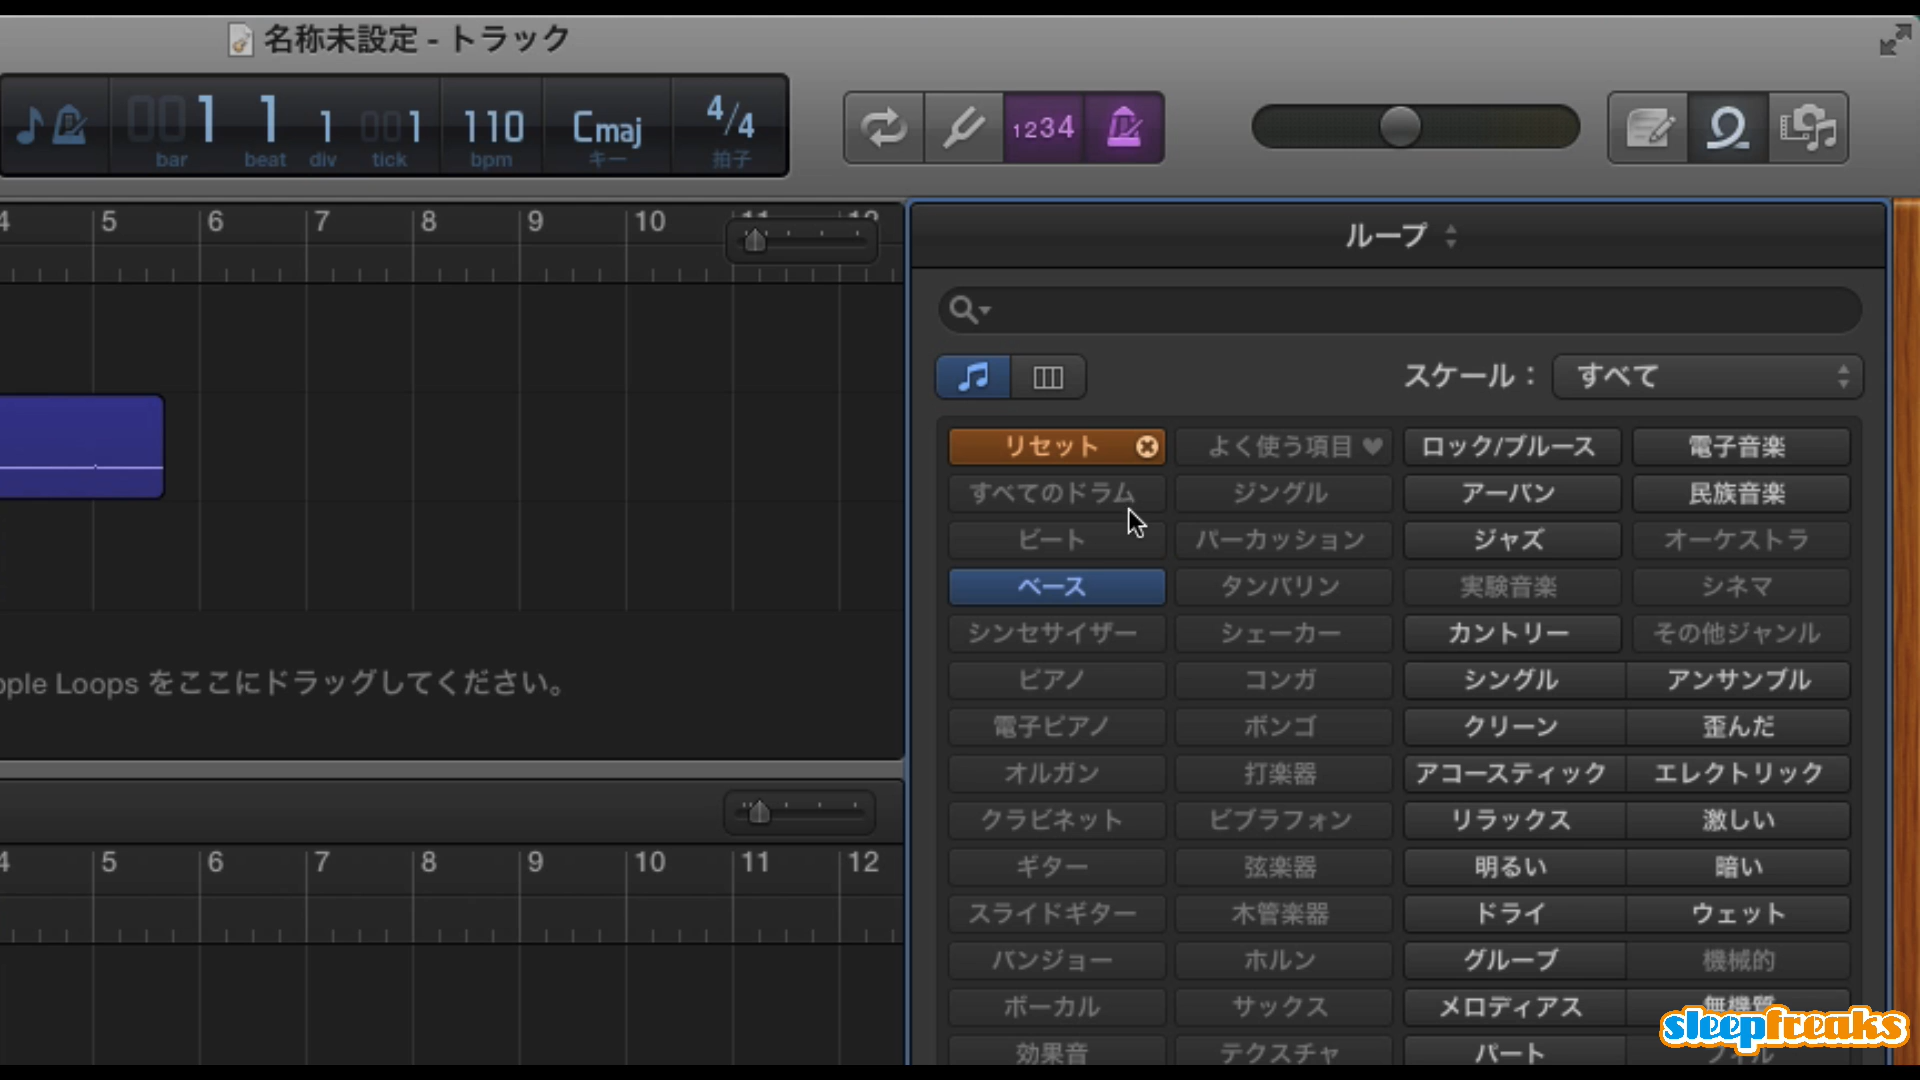 名称未設定 - トラック
001 1 1 001 110 Cmaj 4/4
bar beat div tick bpm キー 拍子
1234
4 5 6 7 8 9 10 11 12
ループ
スケール： すべて
リセット よく使う項目 ロック/ブルース 電子音楽
すべてのドラム ジングル アーバン 民族音楽
ビート パーカッション ジャズ オーケストラ
ベース タンバリン 実験音楽 シネマ
シンセサイザー シェーカー カントリー その他ジャンル
ople Loops をここにドラッグしてください。
ピアノ コンガ シングル アンサンブル
電子ピアノ ボンゴ クリーン 歪んだ
オルガン 打楽器 アコースティック エレクトリック
クラビネット ビブラフォン リラックス 激しい
4 5 6 7 8 9 10 11 12
ギター 弦楽器 明るい 暗い
スライドギター 木管楽器 ドライ ウェット
バンジョー ホルン グルーブ 機械的
ボーカル サックス メロディアス 無機質
効果音 テクスチャ パート フィル
sleepfreaks